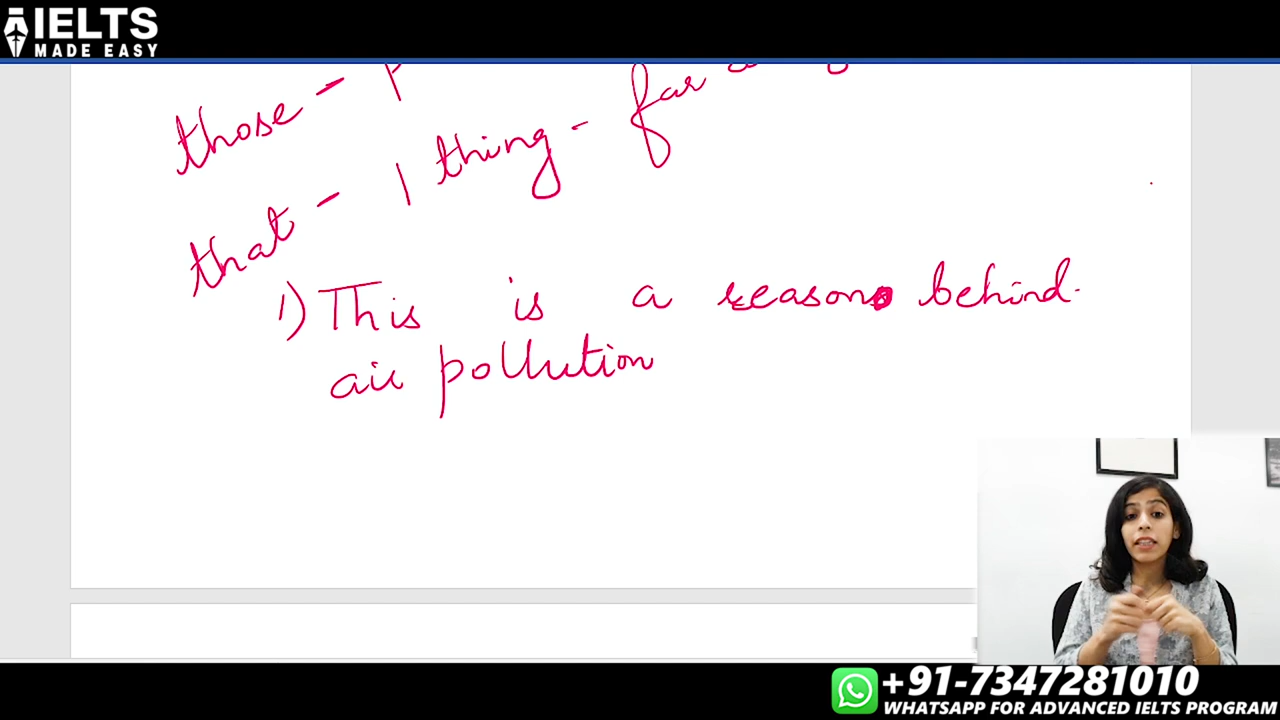 IELTS
MADE EASY
those -
that - 1 thing - far
1) This is a reason behind
air pollution
+91-7347281010
WHATSAPP FOR ADVANCED IELTS PROGRAM